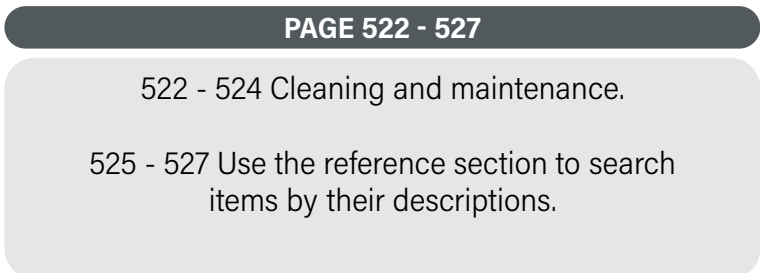 PAGE 522 - 527
522 - 524 Cleaning and maintenance.
525 - 527 Use the reference section to search
items by their descriptions.